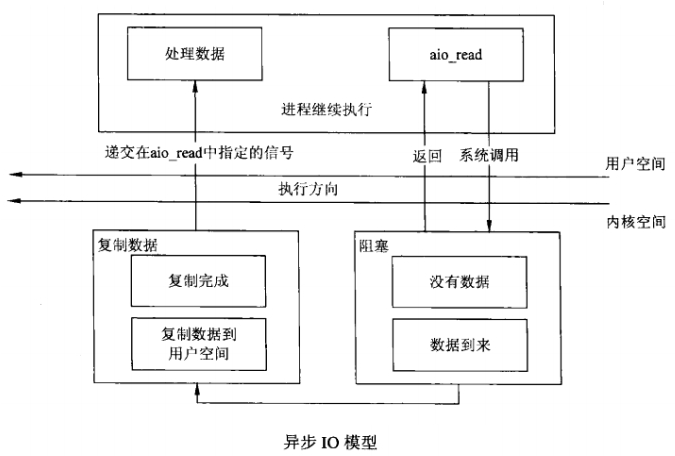 处理数据
aio_read
进程继续执行
递交在aio_read中指定的信号
返回
系统调用
用户空间
执行方向
内核空间
复制数据
阻塞
复制完成
没有数据
复制数据到
用户空间
数据到来
异步 IO 模型